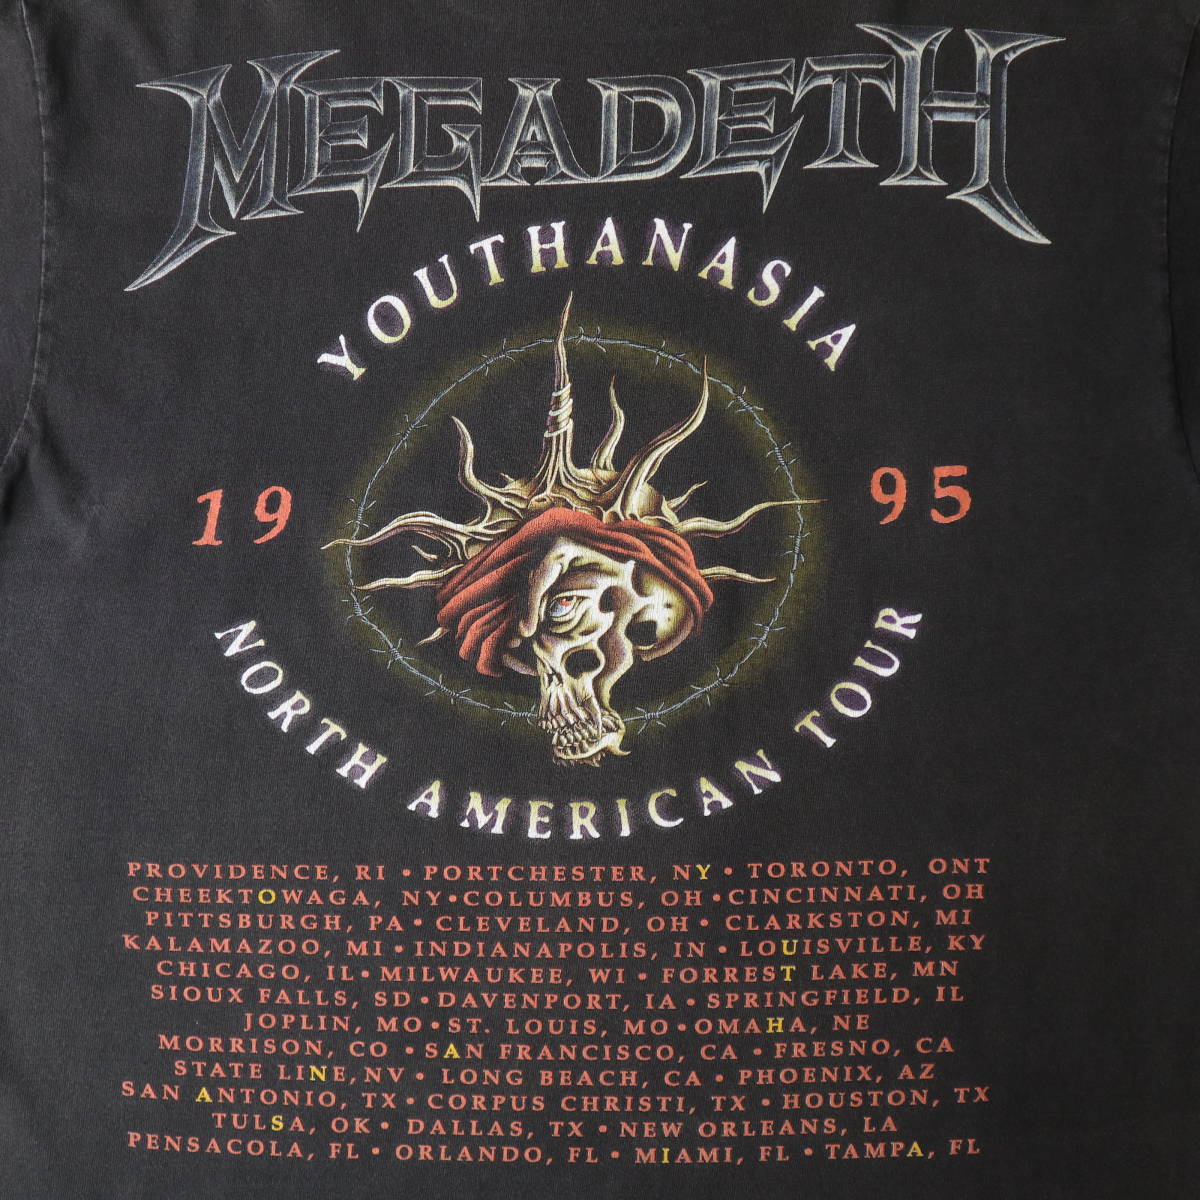 MEGADETH
YOUTHANASIA
19 95
NORTH AMERICAN TOUR
PROVIDENCE, RI • PORTCHESTER, NY • TORONTO, ONT
CHEEKTOWAGA, NY • COLUMBUS, OH • CINCINNATI, OH
PITTSBURGH, PA • CLEVELAND, OH • CLARKSTON, MI
KALAMAZOO, MI • INDIANAPOLIS, IN • LOUISVILLE, KY
CHICAGO, IL • MILWAUKEE, WI • FORREST LAKE, MN
SIOUX FALLS, SD • DAVENPORT, IA • SPRINGFIELD, IL
JOPLIN, MO • ST. LOUIS, MO • OMAHA, NE
MORRISON, CO • SAN FRANCISCO, CA • FRESNO, CA
STATE LINE, NV • LONG BEACH, CA • PHOENIX, AZ
SAN ANTONIO, TX • CORPUS CHRISTI, TX • HOUSTON, TX
TULSA, OK • DALLAS, TX • NEW ORLEANS, LA
PENSACOLA, FL • ORLANDO, FL • MIAMI, FL • TAMPA, FL